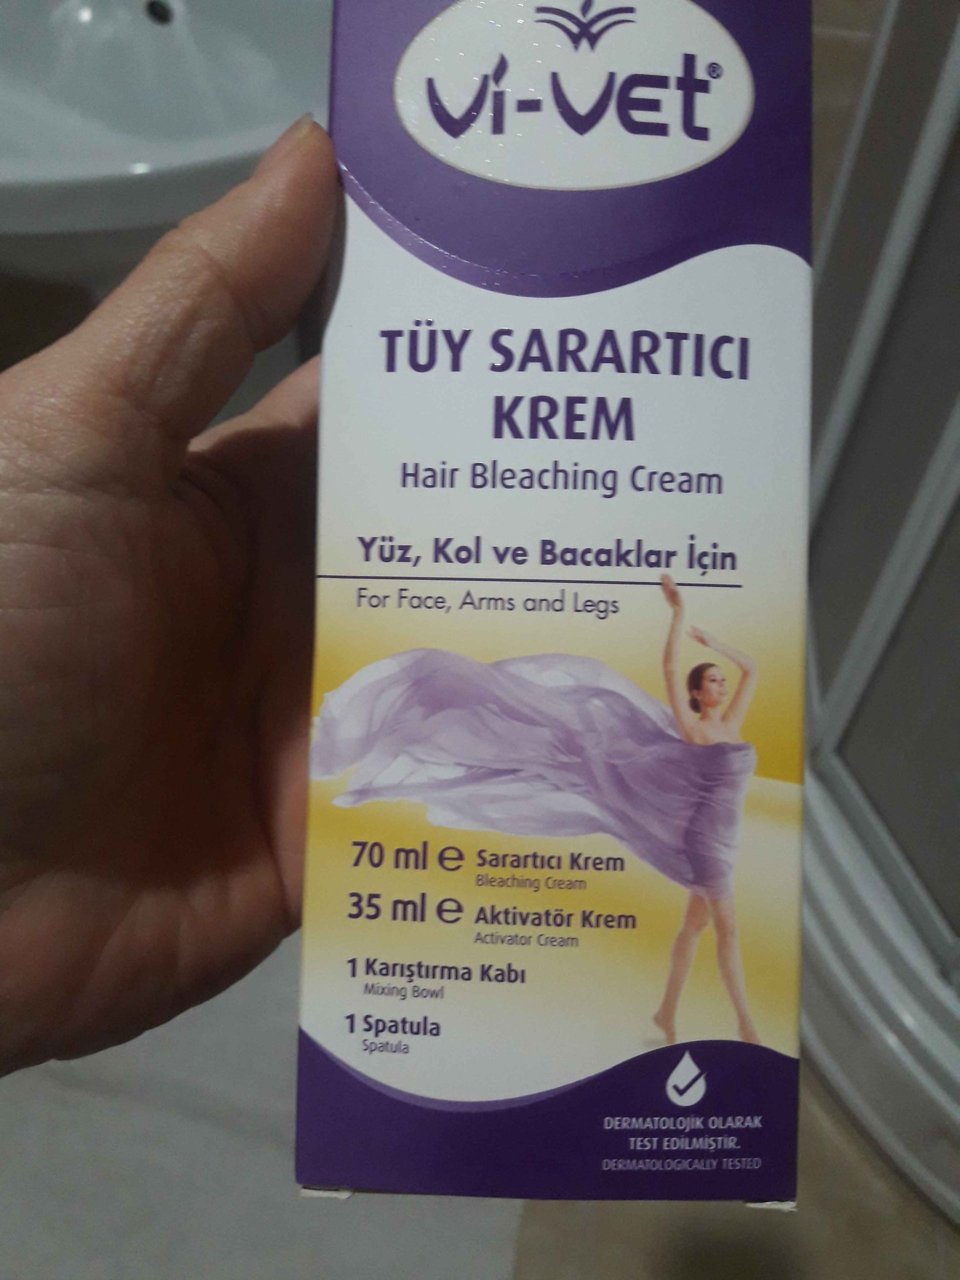 Vi-VEt®
TÜY SARARTICI
KREM
Hair Bleaching Cream
Yüz, Kol ve Bacaklar İçin
For Face, Arms and Legs
70 ml ℮ Sarartıcı Krem
Bleaching Cream
35 ml ℮ Aktivatör Krem
Activator Cream
1 Karıştırma Kabı
Mixing Bowl
1 Spatula
Spatula
DERMATOLOJİK OLARAK
TEST EDİLMİŞTİR.
DERMATOLOGICALLY TESTED